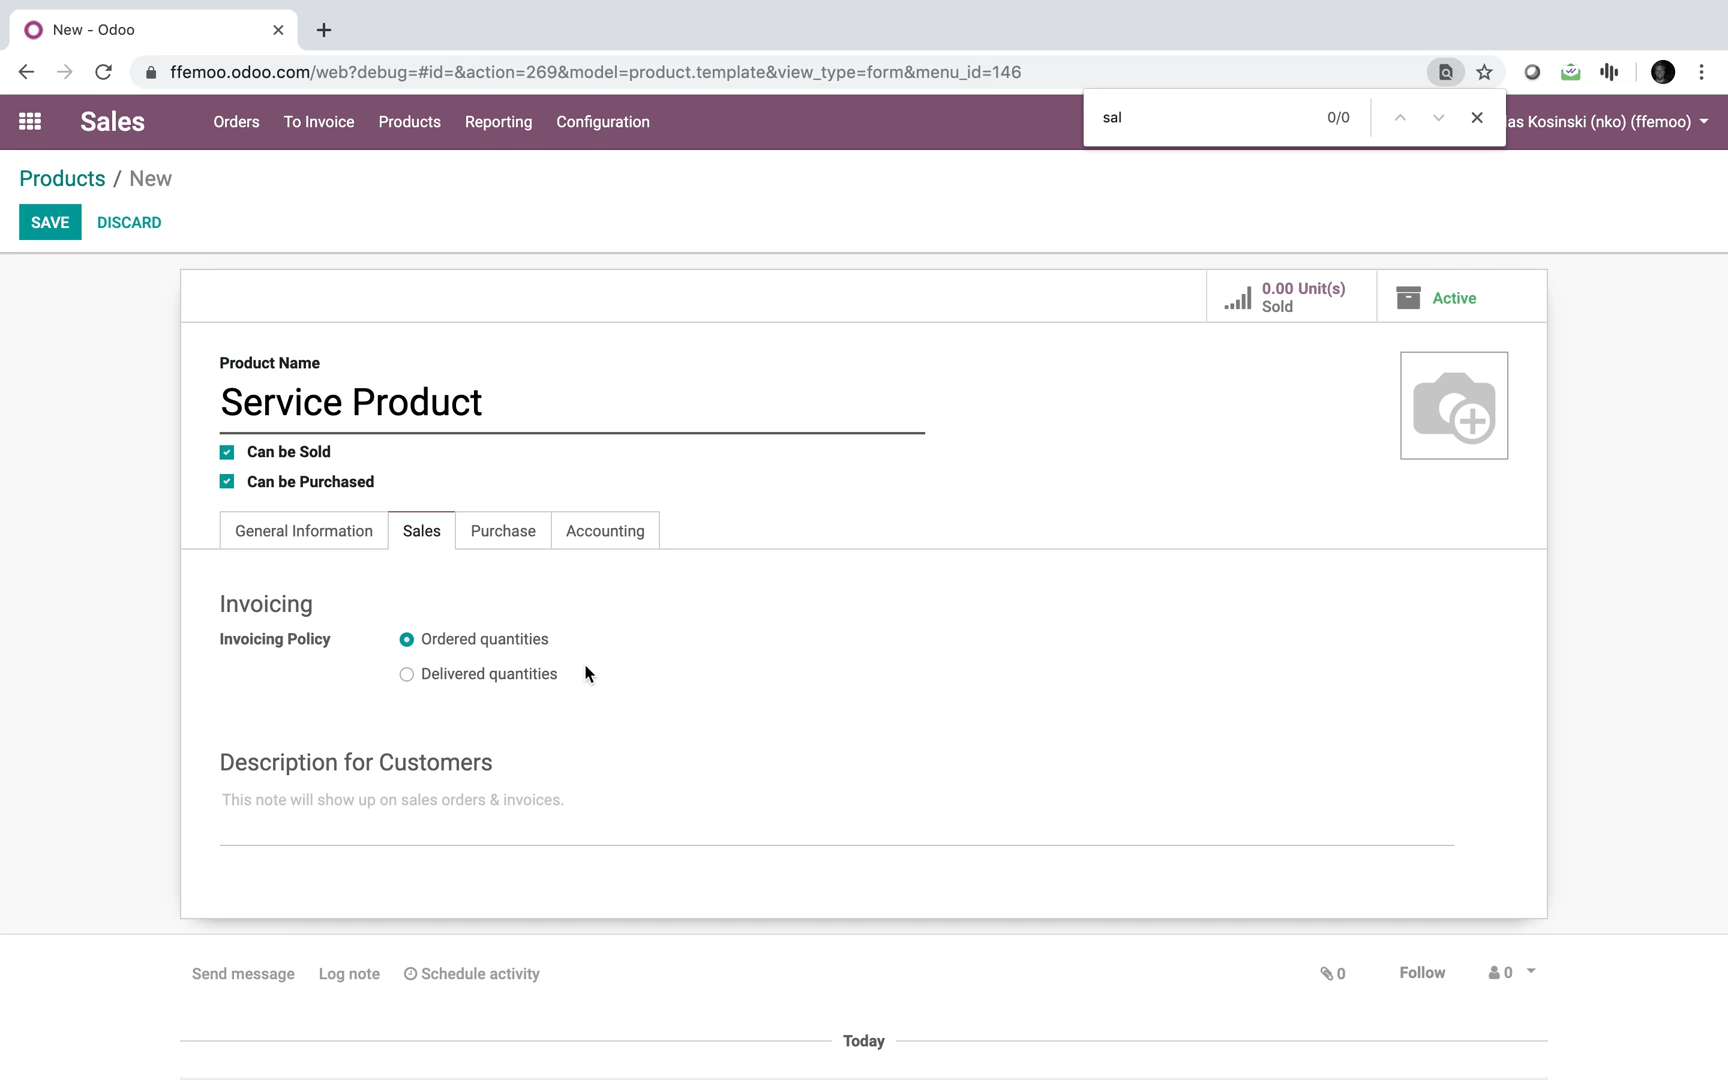 New - Odoo
ffemoo.odoo.com/web?debug=#id=&action=269&model=product.template&view_type=form&menu_id=146
sal 0/0
Sales Orders To Invoice Products Reporting Configuration as Kosinski (nko) (ffemoo)
Products / New
SAVE DISCARD
0.00 Unit(s)
Sold
Active
Product Name
Service Product
Can be Sold
Can be Purchased
General Information Sales Purchase Accounting
Invoicing
Invoicing Policy Ordered quantities
Delivered quantities
Description for Customers
This note will show up on sales orders & invoices.
Send message Log note Schedule activity 0 Follow 0
Today